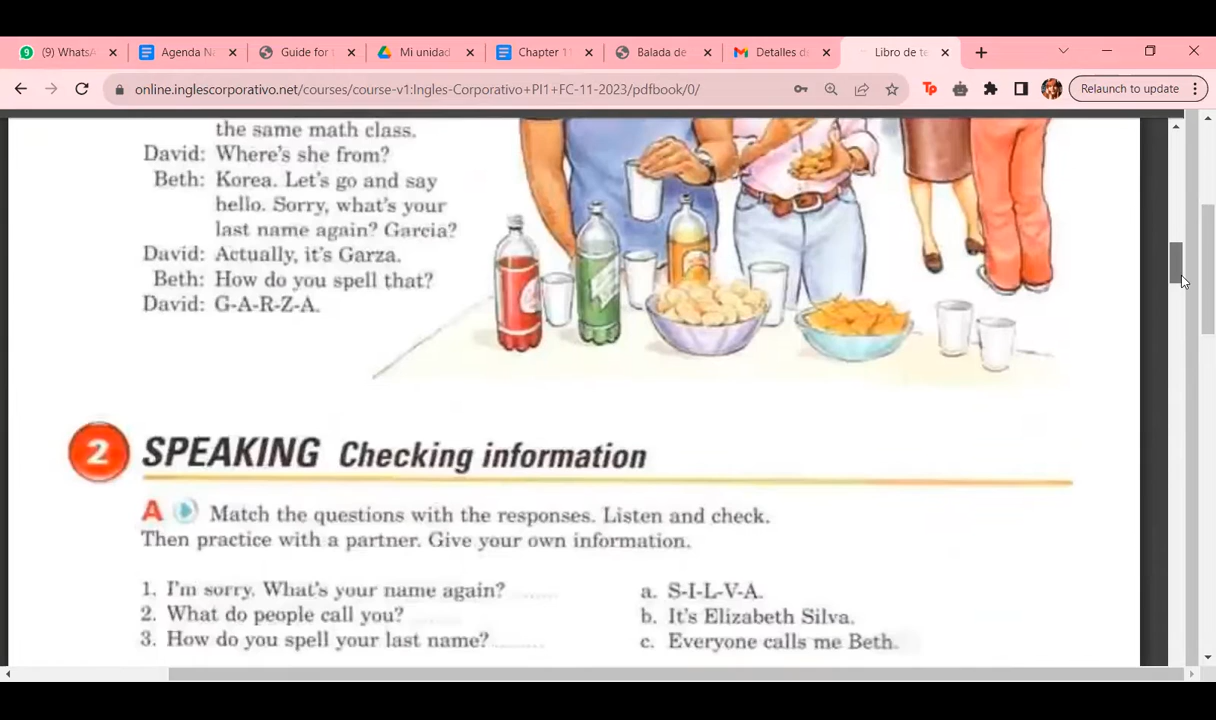 (9) WhatsA
Agenda Na
Guide for
Mi unidad
Chapter 1
Balada de
Detalles d
Libro de te
online.inglescorporativo.net/courses/course-v1:Ingles-Corporativo+PI1+FC-11-2023/pdfbook/0/
Relaunch to update
the same math class.
David: Where's she from?
Beth: Korea. Let's go and say
hello. Sorry, what's your
last name again? Garcia?
David: Actually, it's Garza.
Beth: How do you spell that?
David: G-A-R-Z-A.
2 SPEAKING Checking information
A Match the questions with the responses. Listen and check.
Then practice with a partner. Give your own information.
1. I'm sorry. What's your name again? ........
2. What do people call you? ........
3. How do you spell your last name? ........
a. S-I-L-V-A.
b. It's Elizabeth Silva.
c. Everyone calls me Beth.